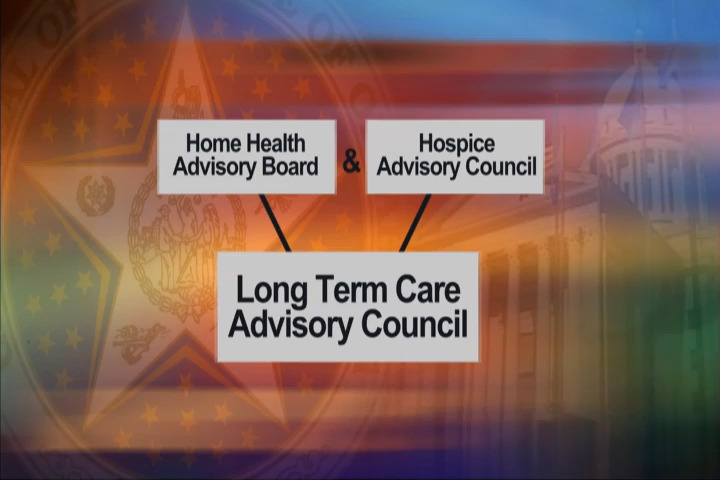 Home Health
Advisory Board
&
Hospice
Advisory Council
Long Term Care
Advisory Council